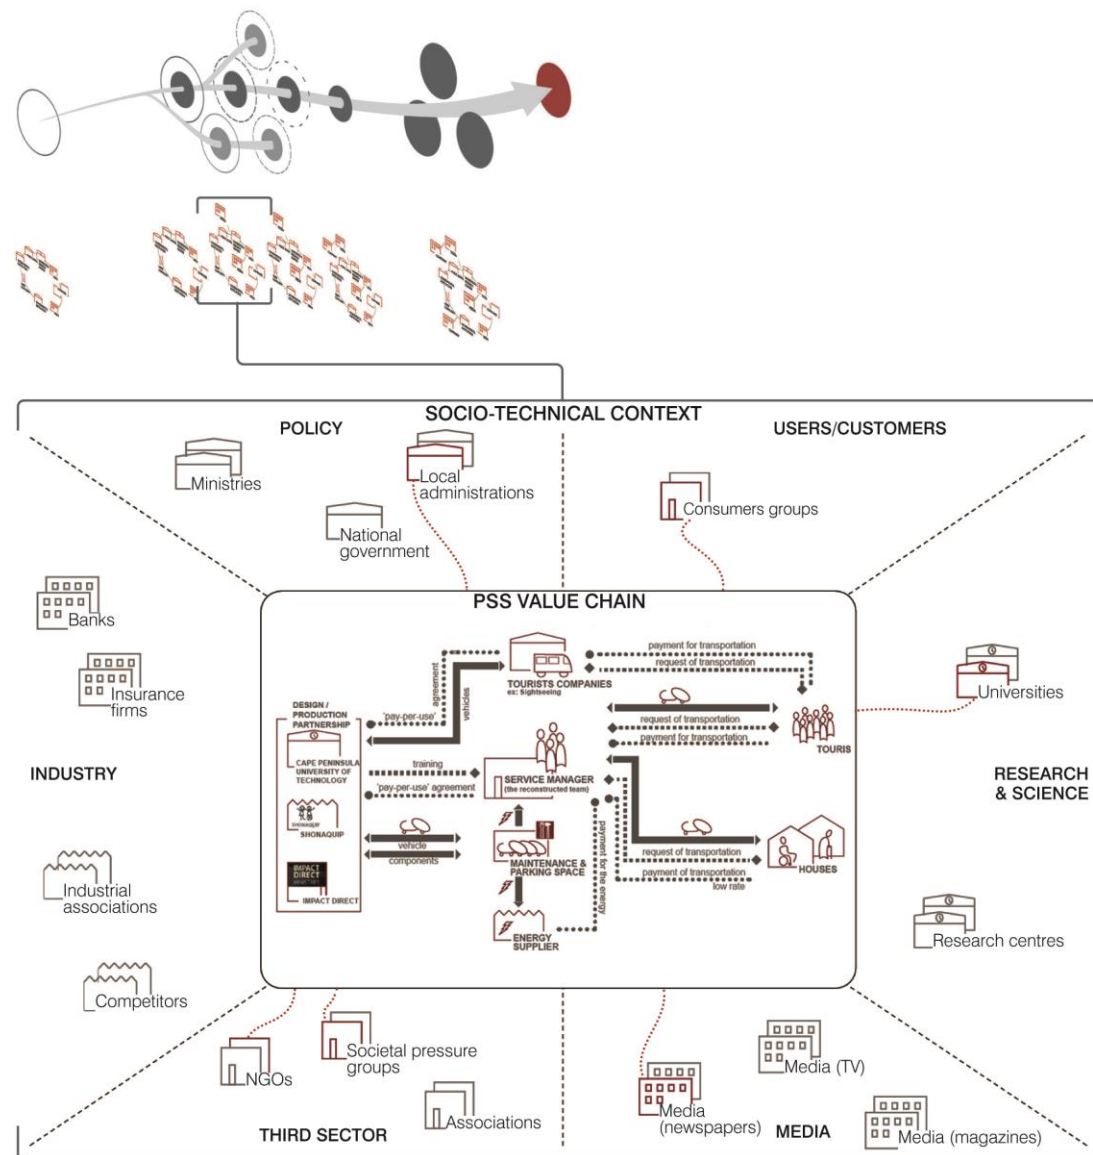 SOCIO-TECHNICAL CONTEXT
POLICY
USERS/CUSTOMERS
Ministries
Local
administrations
National
government
Consumers groups
Banks
Insurance
firms
INDUSTRY
Industrial
associations
Competitors
PSS VALUE CHAIN
TOURISTS COMPANIES
ex: Sightseeing
payment for transportation
request of transportation
agreement
'pay-per-use'
vehicles
DESIGN /
PRODUCTION
PARTNERSHIP
CAPE PENINSULA
UNIVERSITY OF
TECHNOLOGY
SHONAQUIP
SHONAQUIP
IMPACT
DIRECT
IMPACT DIRECT
training
'pay-per-use' agreement
vehicle
components
SERVICE MANAGER
(the reconstructed team)
MAINTENANCE &
PARKING SPACE
ENERGY
SUPPLIER
payment for the energy
request of transportation
payment for transportation
TOURIS
request of transportation
payment of transportation
low rate
HOUSES
Universities
RESEARCH
& SCIENCE
Research centres
NGOs
Societal pressure
groups
Associations
THIRD SECTOR
Media (TV)
Media
(newspapers)
MEDIA
Media (magazines)